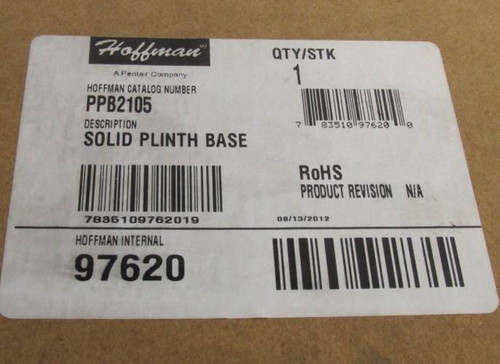 Hoffman
A Pentair Company
HOFFMAN CATALOG NUMBER
PPB2105
DESCRIPTION
SOLID PLINTH BASE
7835109762019
HOFFMAN INTERNAL
97620
QTY/STK
1
7 83510 97620 0
RoHS
PRODUCT REVISION N/A
08/13/2012